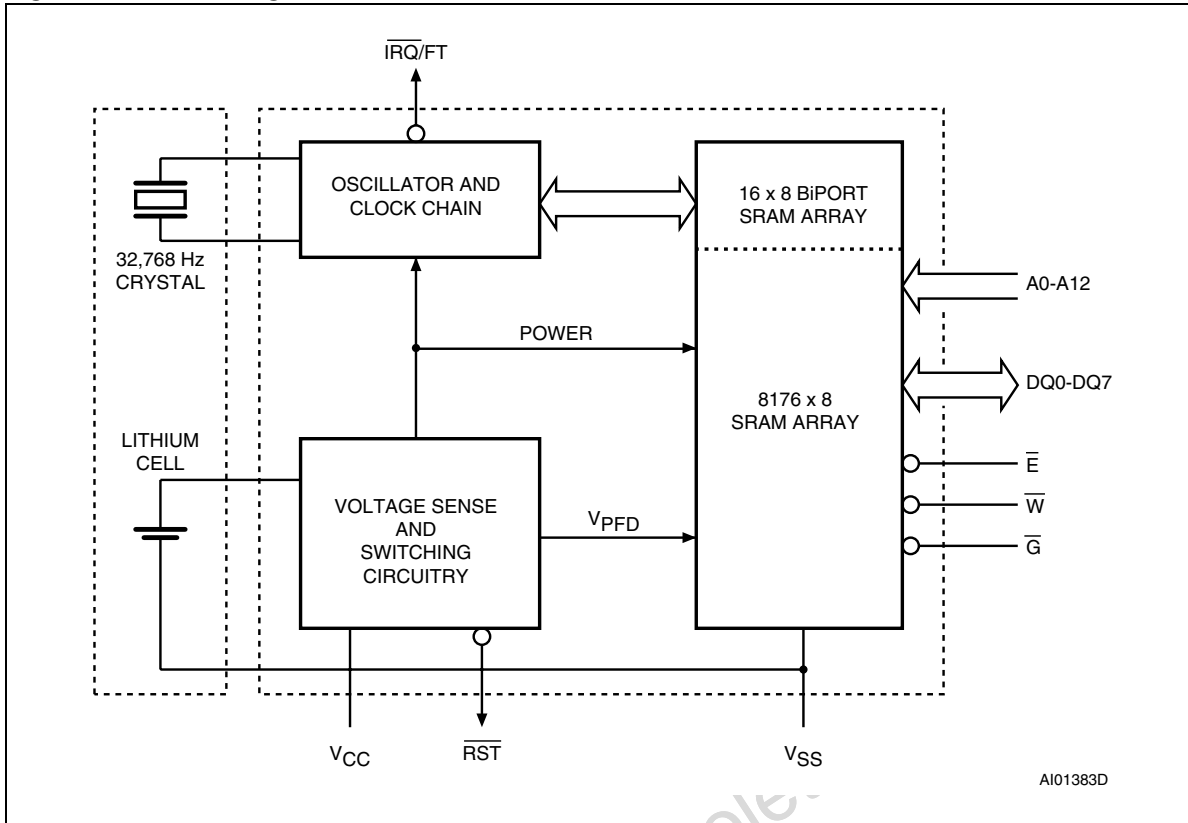 IRQ/FT
OSCILLATOR AND
CLOCK CHAIN
16 x 8 BiPORT
SRAM ARRAY
32,768 Hz
CRYSTAL
A0-A12
POWER
DQ0-DQ7
8176 x 8
SRAM ARRAY
LITHIUM
CELL
E
VOLTAGE SENSE
AND
SWITCHING
CIRCUITRY
VPFD
W
G
VCC
RST
VSS
AI01383D